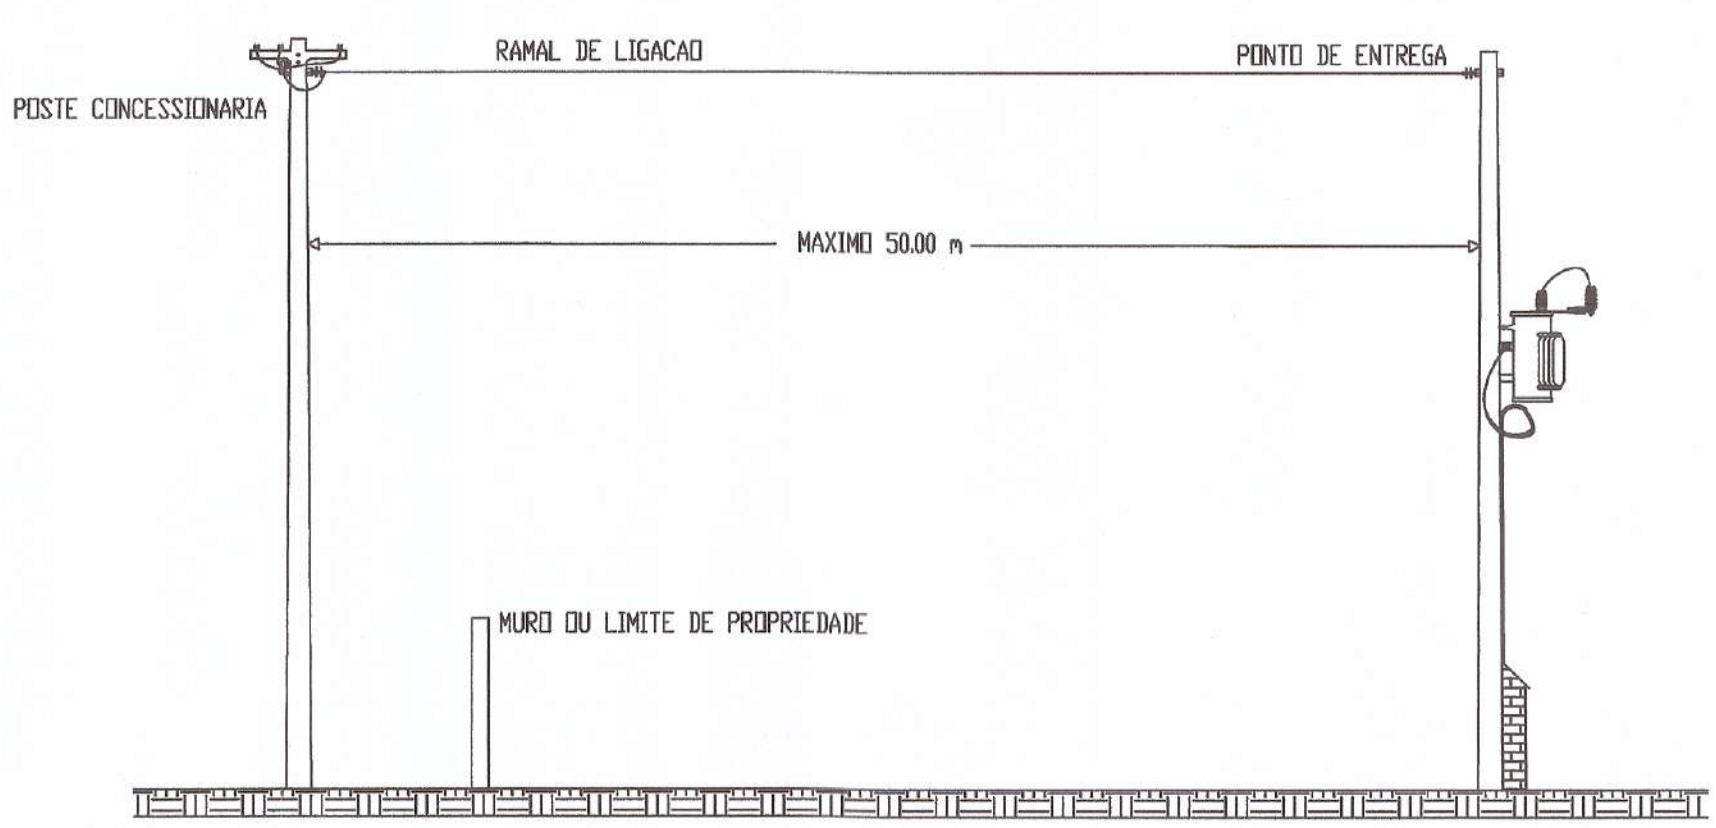 RAMAL DE LIGACAO
PONTO DE ENTREGA
POSTE CONCESSIONARIA
MAXIMO 50.00 m
MURO OU LIMITE DE PROPRIEDADE